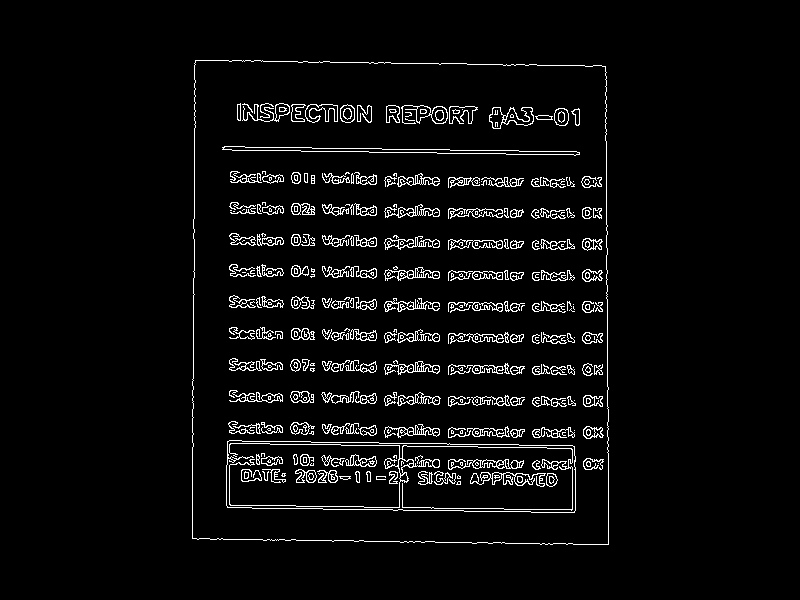 INSPECTION REPORT #A3-01
Section 01: Verified pipeline parameter check OK
Section 02: Verified pipeline parameter check OK
Section 03: Verified pipeline parameter check OK
Section 04: Verified pipeline parameter check OK
Section 05: Verified pipeline parameter check OK
Section 06: Verified pipeline parameter check OK
Section 07: Verified pipeline parameter check OK
Section 08: Verified pipeline parameter check OK
Section 09: Verified pipeline parameter check OK
Section 10: Verified pipeline parameter check OK
DATE: 2026-11-24 SIGN: APPROVED